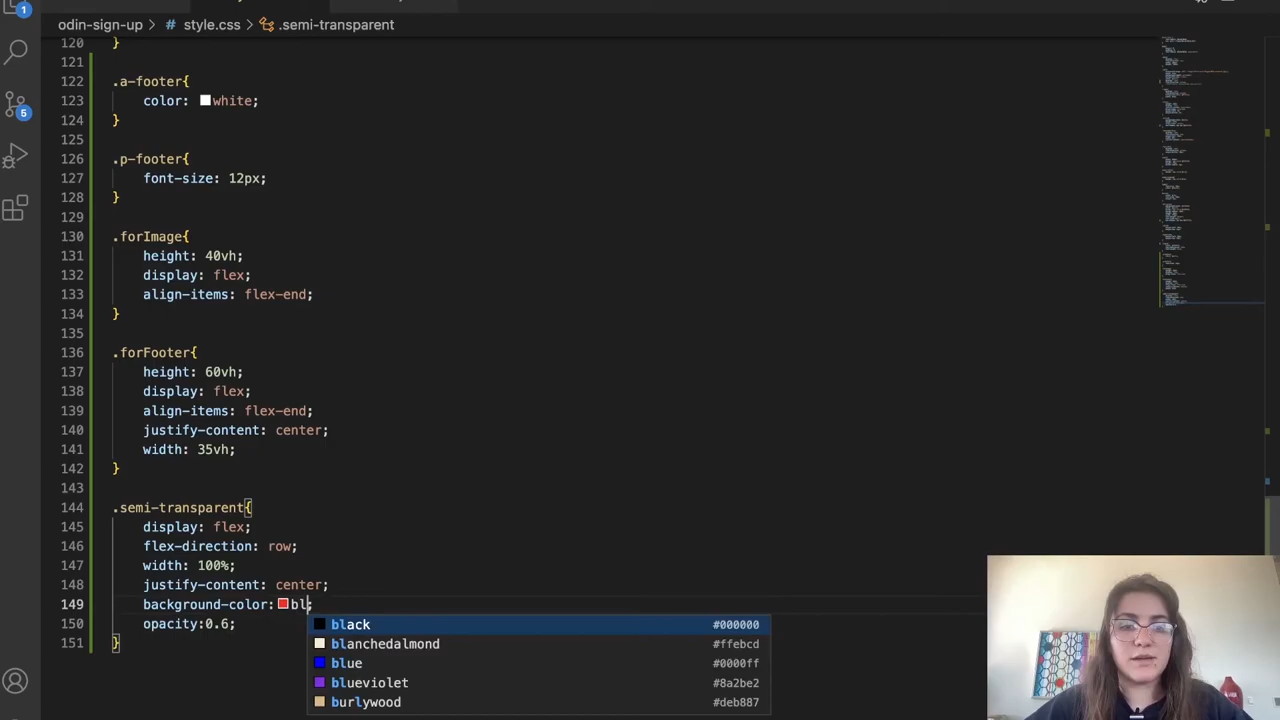 1
odin-sign-up > # style.css > .semi-transparent
120 }
121
122 .a-footer{
123 color: white;
124 }
125
126 .p-footer{
127 font-size: 12px;
128 }
129
130 .forImage{
131 height: 40vh;
132 display: flex;
133 align-items: flex-end;
134 }
135
136 .forFooter{
137 height: 60vh;
138 display: flex;
139 align-items: flex-end;
140 justify-content: center;
141 width: 35vh;
142 }
143
144 .semi-transparent{
145 display: flex;
146 flex-direction: row;
147 width: 100%;
148 justify-content: center;
149 background-color: bl;
150 opacity:0.6;
151 }
5
black #000000
blanchedalmond #ffebcd
blue #0000ff
blueviolet #8a2be2
burlywood #deb887